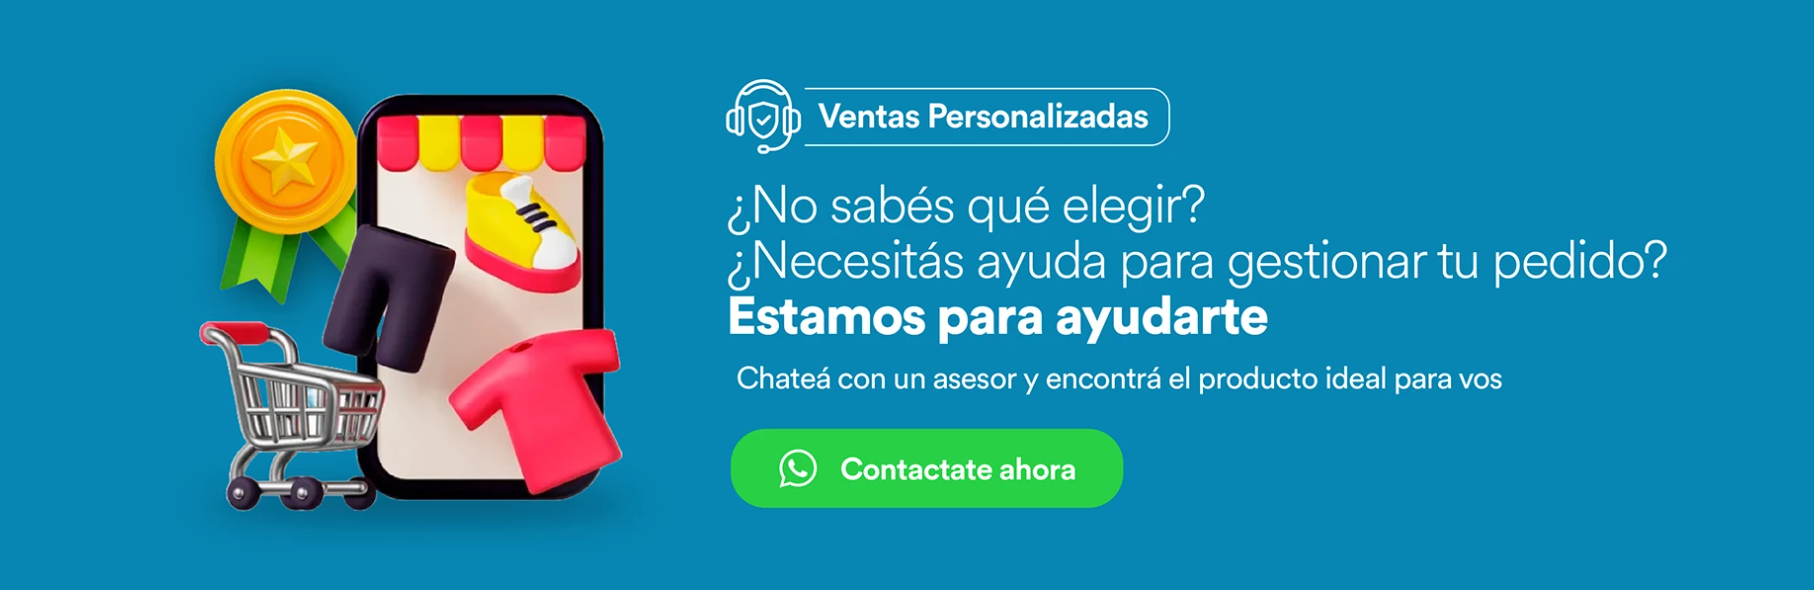 Ventas Personalizadas
¿No sabés qué elegir?
¿Necesitás ayuda para gestionar tu pedido?
Estamos para ayudarte
Chateá con un asesor y encontrá el producto ideal para vos
Contactate ahora